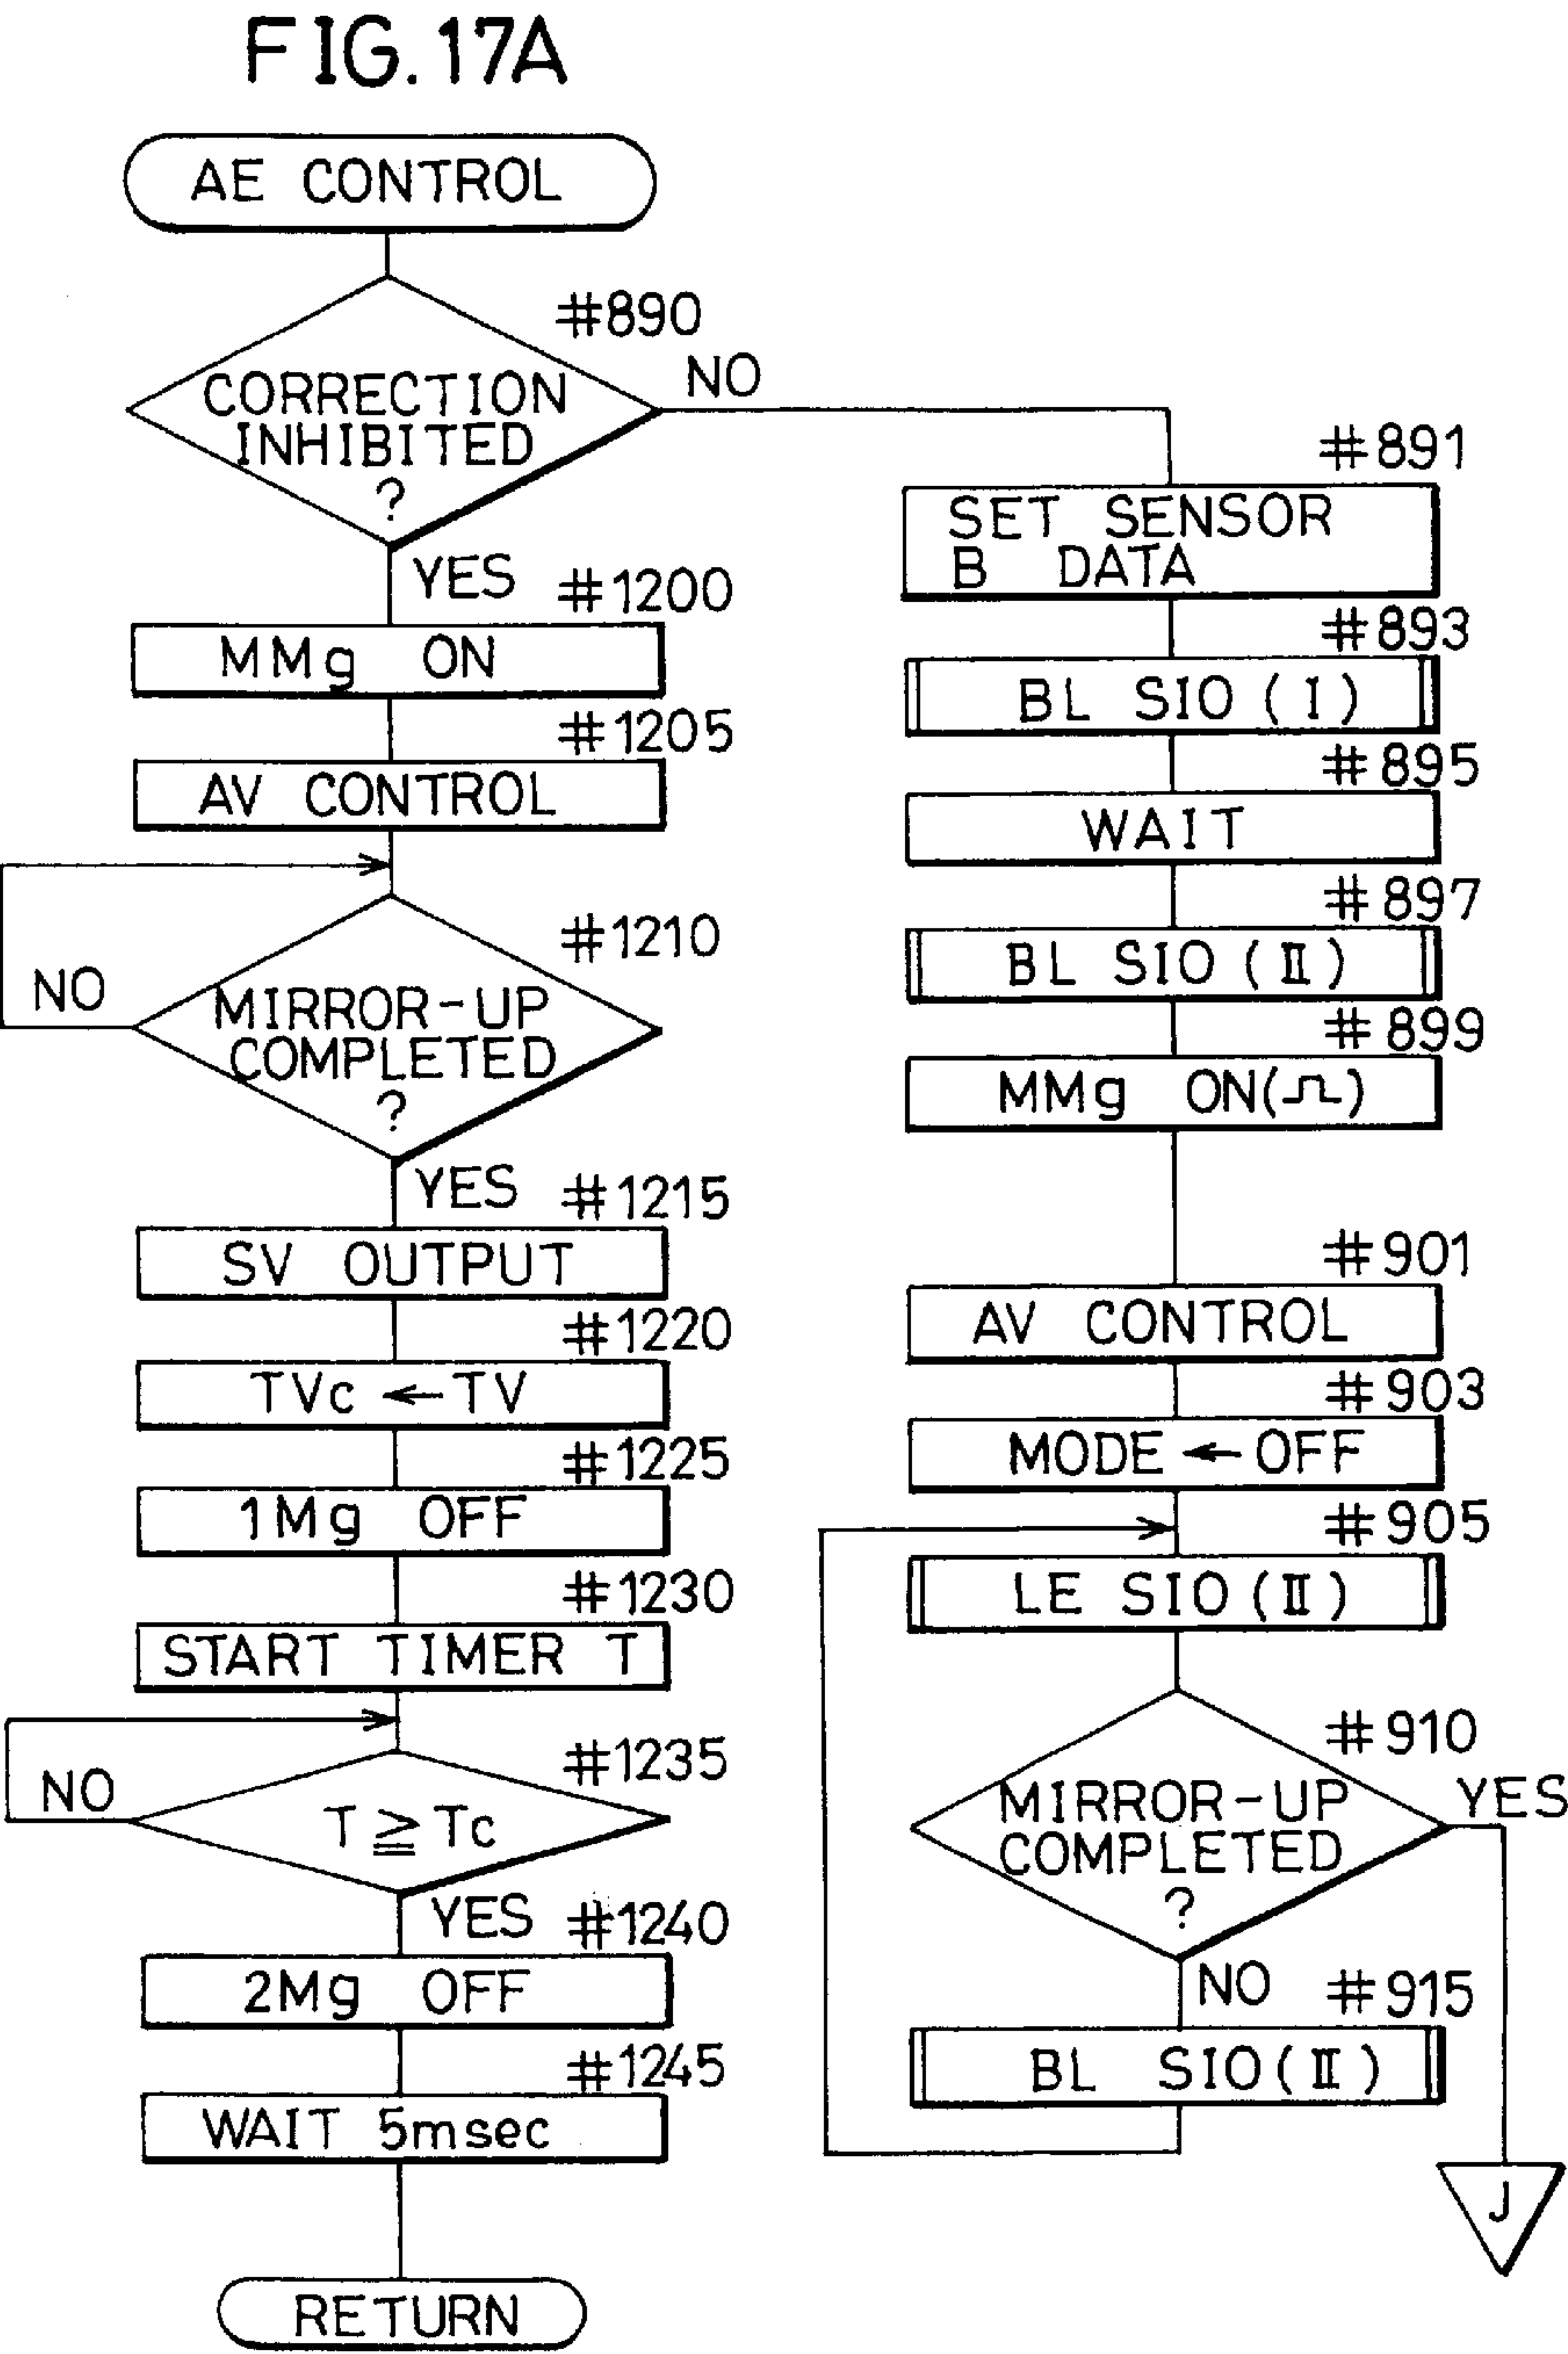 FIG.17A
AE CONTROL
#890
CORRECTION
INHIBITED
?
NO
YES
#1200
MMg ON
#1205
AV CONTROL
#1210
NO
MIRROR-UP
COMPLETED
?
YES
#1215
SV OUTPUT
#1220
TVc ← TV
#1225
1Mg OFF
#1230
START TIMER T
#1235
NO
T ≧ Tc
YES
#1240
2Mg OFF
#1245
WAIT 5msec
RETURN
#891
SET SENSOR
B DATA
#893
BL SIO (I)
#895
WAIT
#897
BL SIO (II)
#899
MMg ON(⎍)
#901
AV CONTROL
#903
MODE ← OFF
#905
LE SIO (II)
#910
MIRROR-UP
COMPLETED
?
YES
NO
#915
BL SIO (II)
J